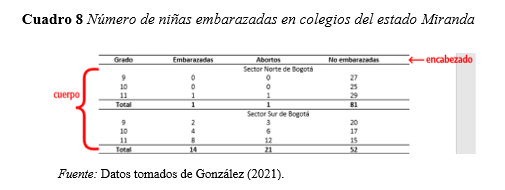 Cuadro 8 Número de niñas embarazadas en colegios del estado Miranda
Grado Embarazadas Abortos No embarazadas
encabezado
Sector Norte de Bogotá
9 0 0 27
10 0 0 25
11 1 1 29
Total 1 1 81
cuerpo
Sector Sur de Bogotá
9 2 3 20
10 4 6 17
11 8 12 15
Total 14 21 52
Fuente: Datos tomados de González (2021).